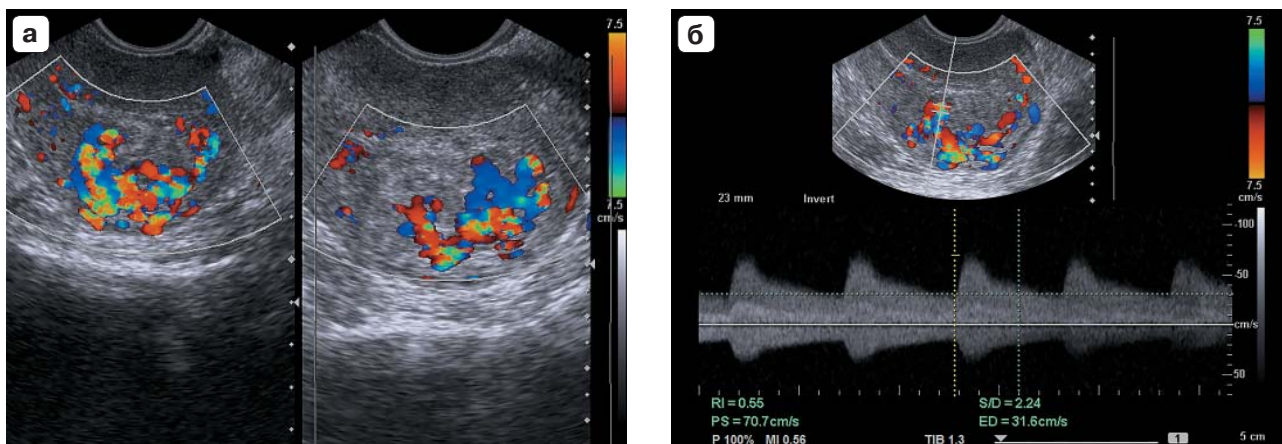 а
7.5
7.5
cm/s
б
7.5
7.5
cm/s
23 mm Invert
-100
-50
cm/s
50
RI = 0.55 S/D = 2.24
PS = 70.7cm/s ED = 31.6cm/s
P 100% MI 0.56 TIB 1.3 1 5 cm